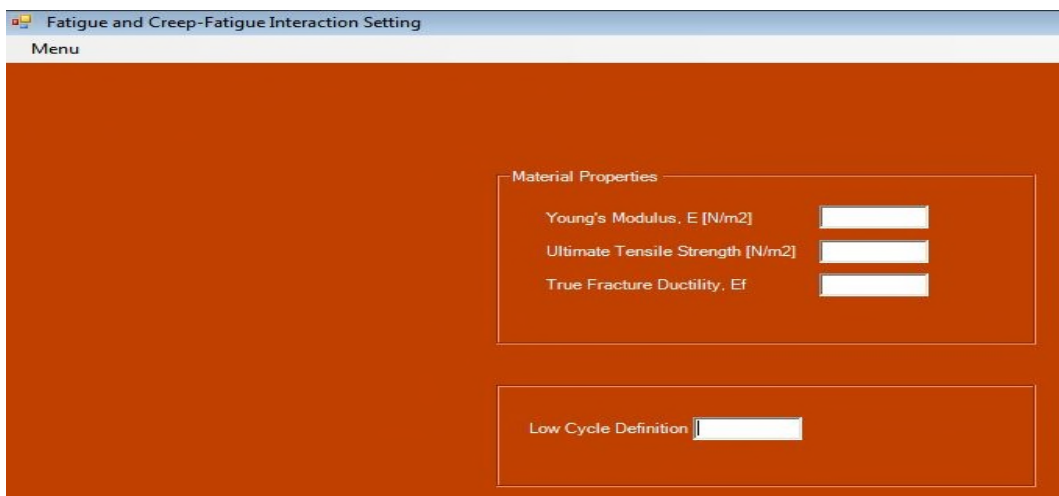 Fatigue and Creep-Fatigue Interaction Setting
Menu
Material Properties
Young's Modulus, E [N/m2]
Ultimate Tensile Strength [N/m2]
True Fracture Ductility, Ef
Low Cycle Definition